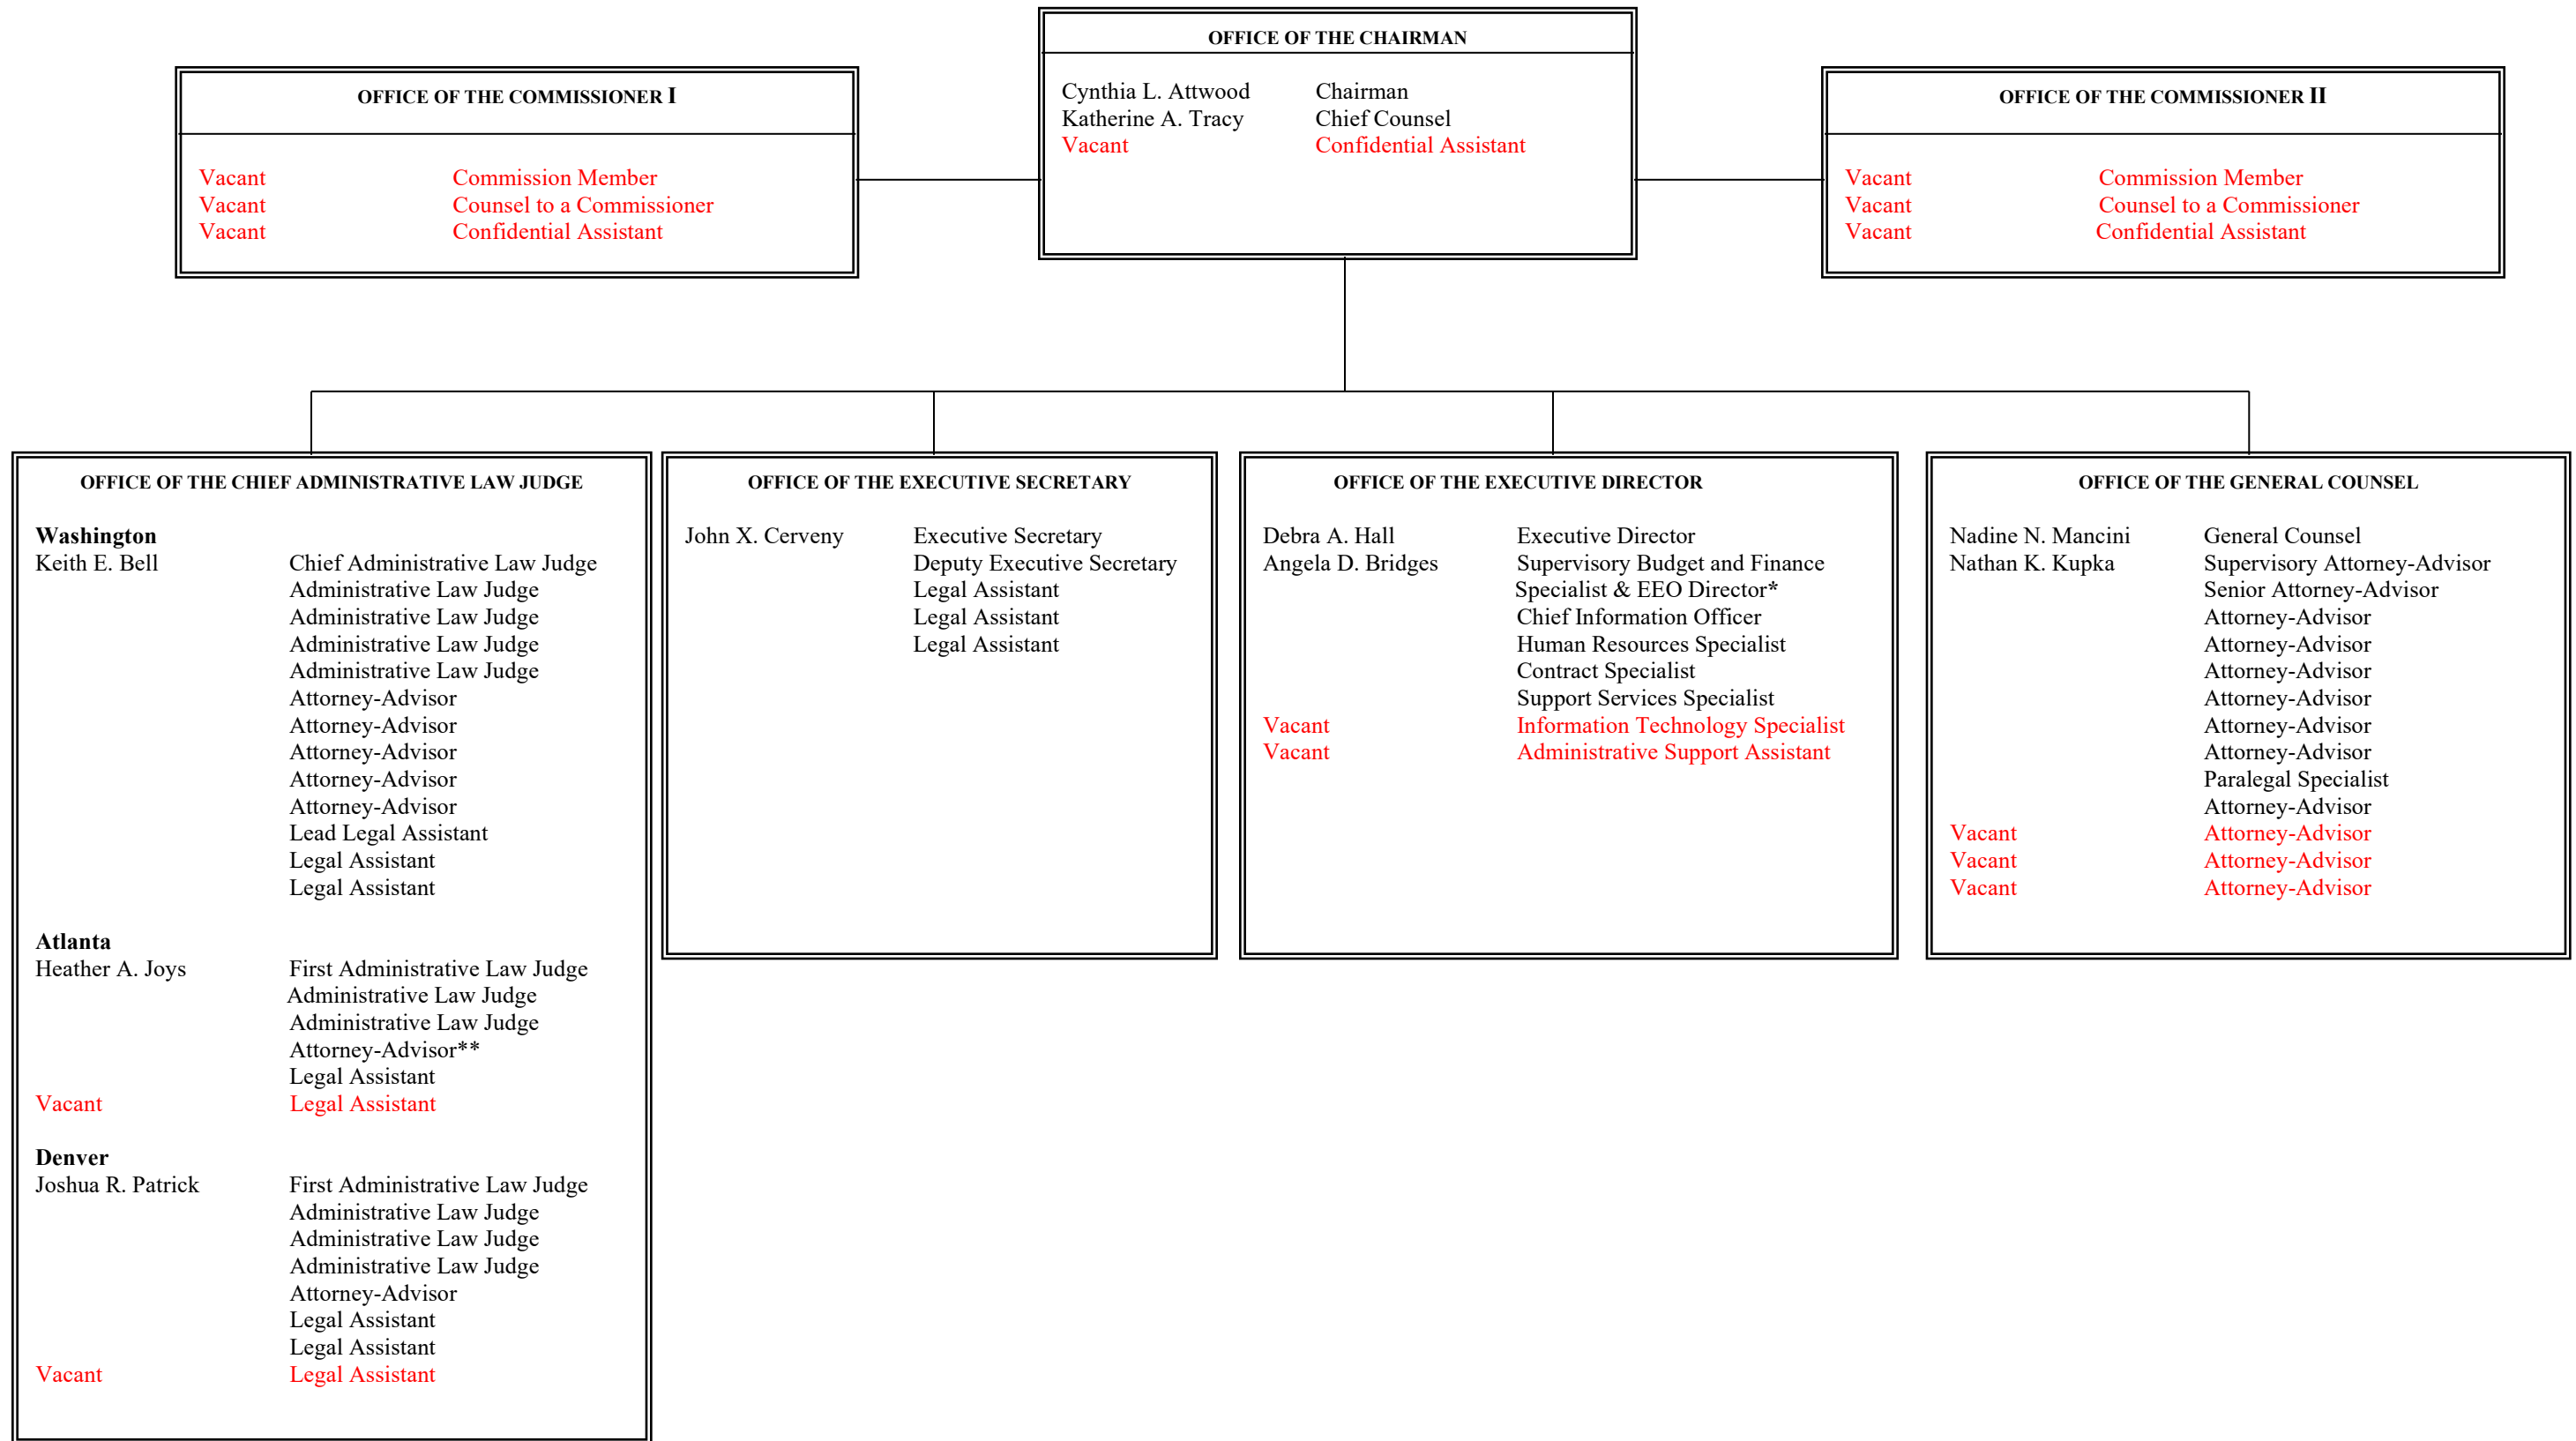 OFFICE OF THE CHAIRMAN
Cynthia L. Attwood Chairman
Katherine A. Tracy Chief Counsel
Vacant Confidential Assistant
OFFICE OF THE COMMISSIONER I
Vacant Commission Member
Vacant Counsel to a Commissioner
Vacant Confidential Assistant
OFFICE OF THE COMMISSIONER II
Vacant Commission Member
Vacant Counsel to a Commissioner
Vacant Confidential Assistant
OFFICE OF THE CHIEF ADMINISTRATIVE LAW JUDGE
Washington
Keith E. Bell Chief Administrative Law Judge
Administrative Law Judge
Administrative Law Judge
Administrative Law Judge
Administrative Law Judge
Attorney-Advisor
Attorney-Advisor
Attorney-Advisor
Attorney-Advisor
Attorney-Advisor
Lead Legal Assistant
Legal Assistant
Legal Assistant
Atlanta
Heather A. Joys First Administrative Law Judge
Administrative Law Judge
Administrative Law Judge
Attorney-Advisor**
Legal Assistant
Vacant Legal Assistant
Denver
Joshua R. Patrick First Administrative Law Judge
Administrative Law Judge
Administrative Law Judge
Administrative Law Judge
Attorney-Advisor
Legal Assistant
Legal Assistant
Vacant Legal Assistant
OFFICE OF THE EXECUTIVE SECRETARY
John X. Cerveny Executive Secretary
Deputy Executive Secretary
Legal Assistant
Legal Assistant
Legal Assistant
OFFICE OF THE EXECUTIVE DIRECTOR
Debra A. Hall Executive Director
Angela D. Bridges Supervisory Budget and Finance
Specialist & EEO Director*
Chief Information Officer
Human Resources Specialist
Contract Specialist
Support Services Specialist
Vacant Information Technology Specialist
Vacant Administrative Support Assistant
OFFICE OF THE GENERAL COUNSEL
Nadine N. Mancini General Counsel
Nathan K. Kupka Supervisory Attorney-Advisor
Senior Attorney-Advisor
Attorney-Advisor
Attorney-Advisor
Attorney-Advisor
Attorney-Advisor
Attorney-Advisor
Attorney-Advisor
Paralegal Specialist
Attorney-Advisor
Vacant Attorney-Advisor
Vacant Attorney-Advisor
Vacant Attorney-Advisor